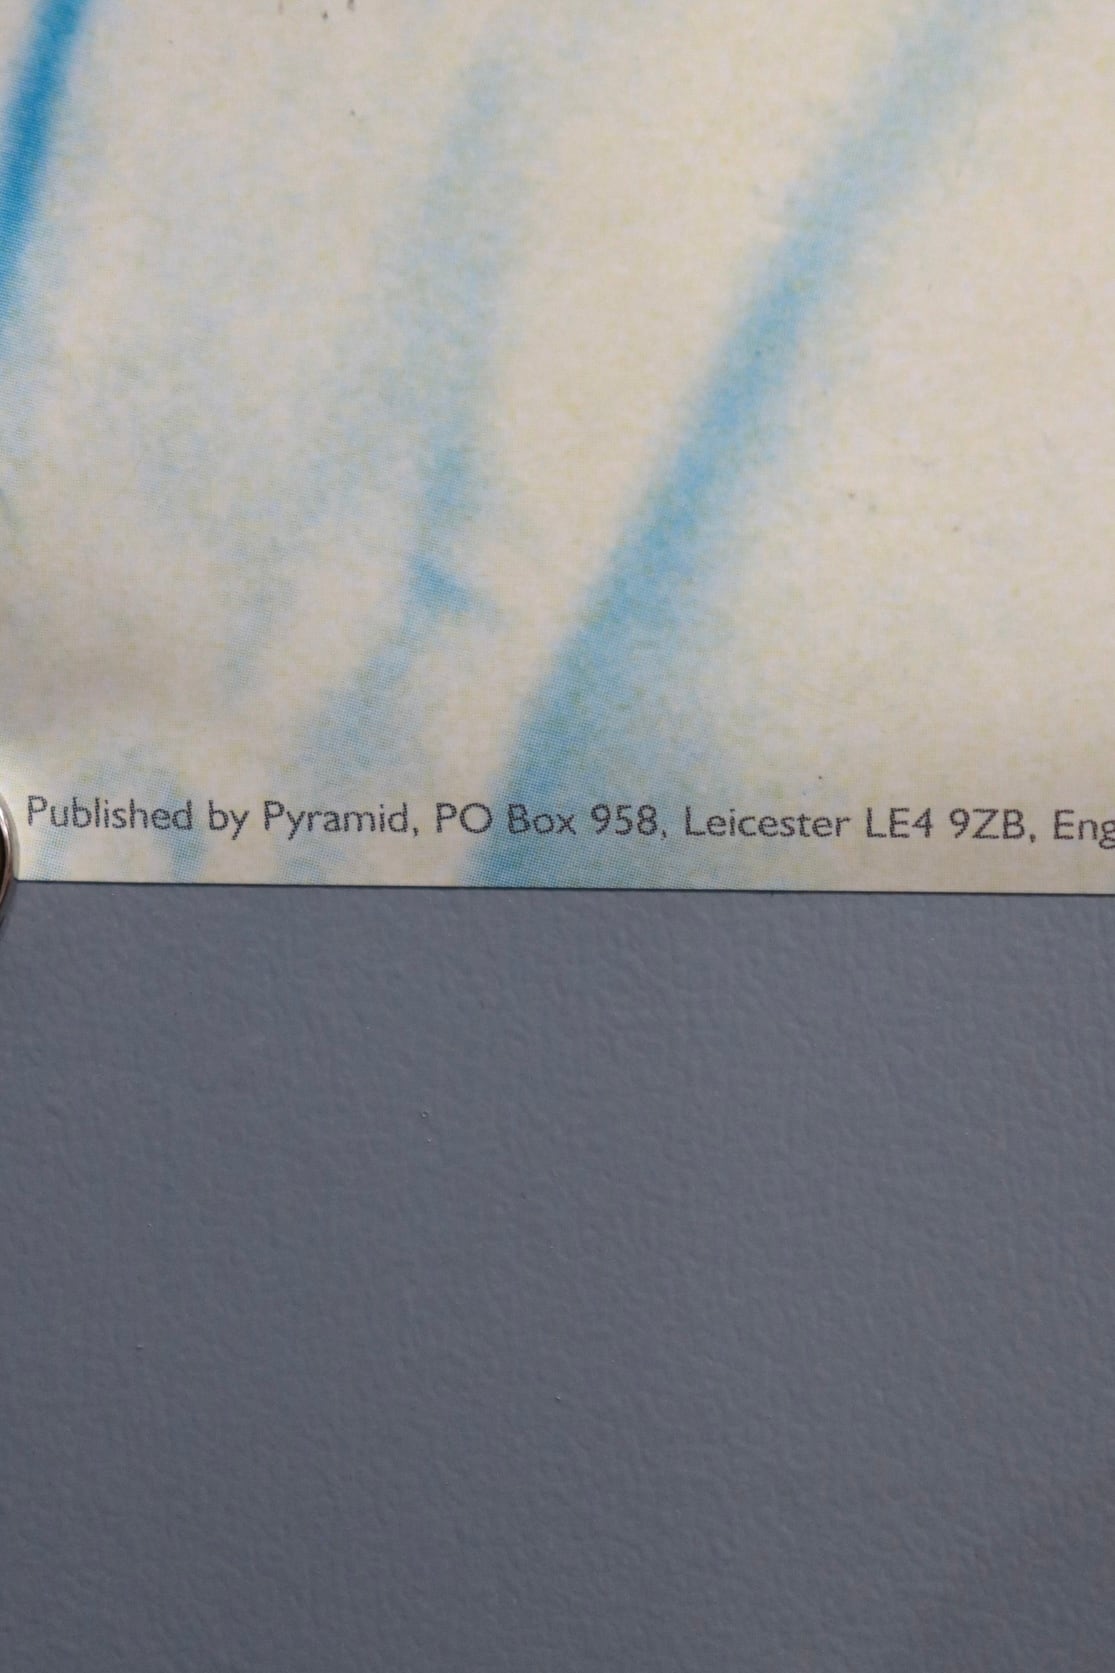 Published by Pyramid, PO Box 958, Leicester LE4 9ZB, Eng